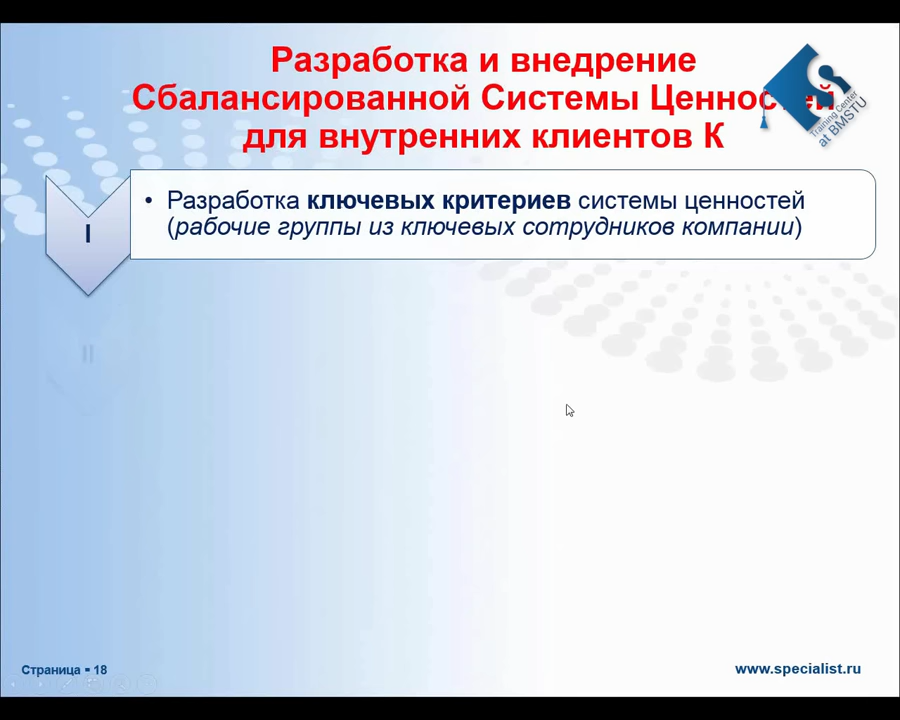 Разработка и внедрение
Сбалансированной Системы Ценностей
для внутренних клиентов К
Training Center
at BMSTU
I
• Разработка ключевых критериев системы ценностей
(рабочие группы из ключевых сотрудников компании)
II
Страница ▪ 18
www.specialist.ru